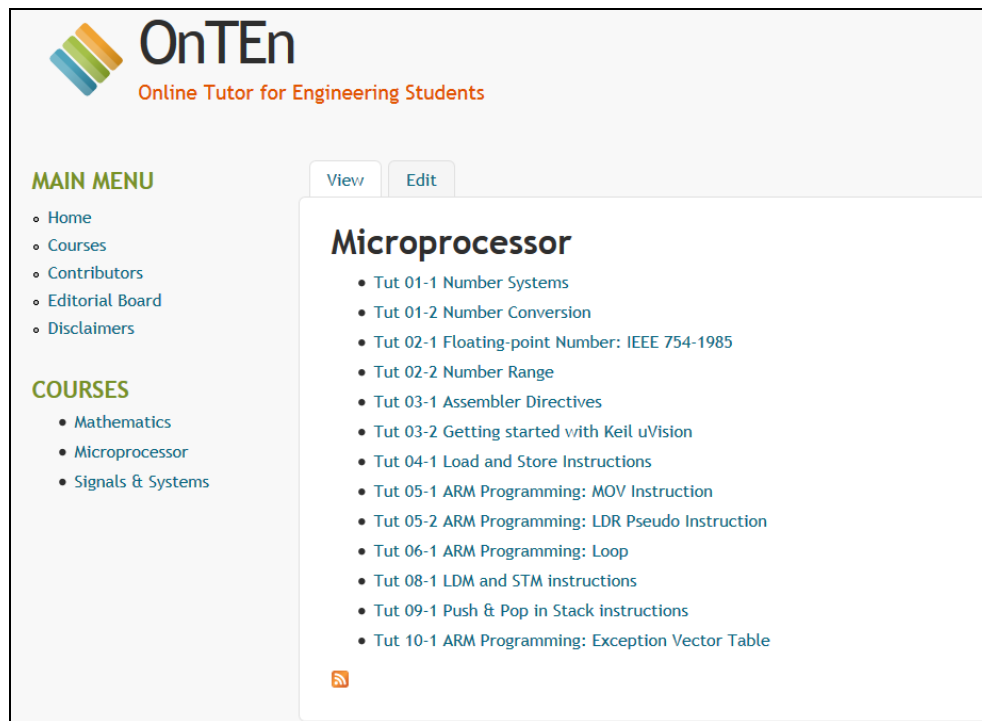 OnTEn
Online Tutor for Engineering Students
MAIN MENU
Home
Courses
Contributors
Editorial Board
Disclaimers
COURSES
Mathematics
Microprocessor
Signals & Systems
View Edit
Microprocessor
Tut 01-1 Number Systems
Tut 01-2 Number Conversion
Tut 02-1 Floating-point Number: IEEE 754-1985
Tut 02-2 Number Range
Tut 03-1 Assembler Directives
Tut 03-2 Getting started with Keil uVision
Tut 04-1 Load and Store Instructions
Tut 05-1 ARM Programming: MOV Instruction
Tut 05-2 ARM Programming: LDR Pseudo Instruction
Tut 06-1 ARM Programming: Loop
Tut 08-1 LDM and STM instructions
Tut 09-1 Push & Pop in Stack instructions
Tut 10-1 ARM Programming: Exception Vector Table